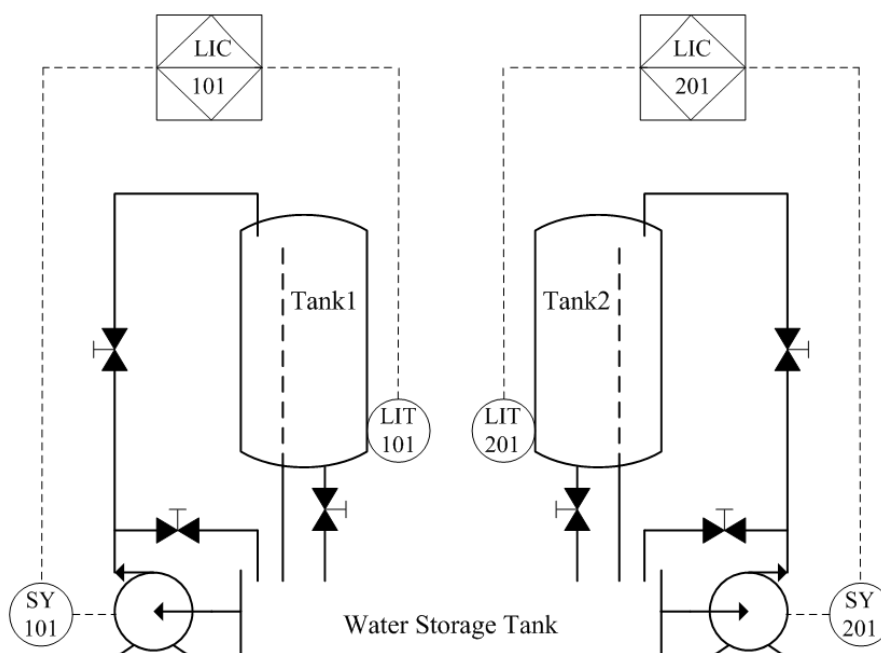 LIC
101
LIC
201
Tank1
Tank2
LIT
101
LIT
201
SY
101
Water Storage Tank
SY
201